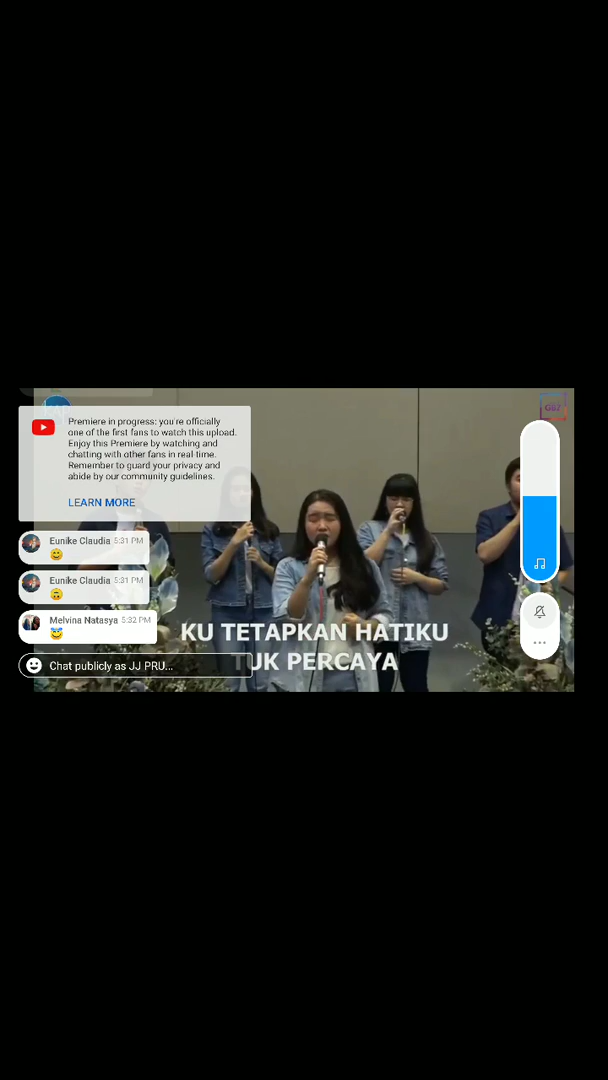 Premiere in progress: you're officially
one of the first fans to watch this upload.
Enjoy this Premiere by watching and
chatting with other fans in real-time.
Remember to guard your privacy and
abide by our community guidelines.
LEARN MORE
Eunike Claudia 5:31 PM
Eunike Claudia 5:31 PM
Melvina Natasya 5:32 PM
Chat publicly as JJ PRU...
KU TETAPKAN HATIKU
TUK PERCAYA